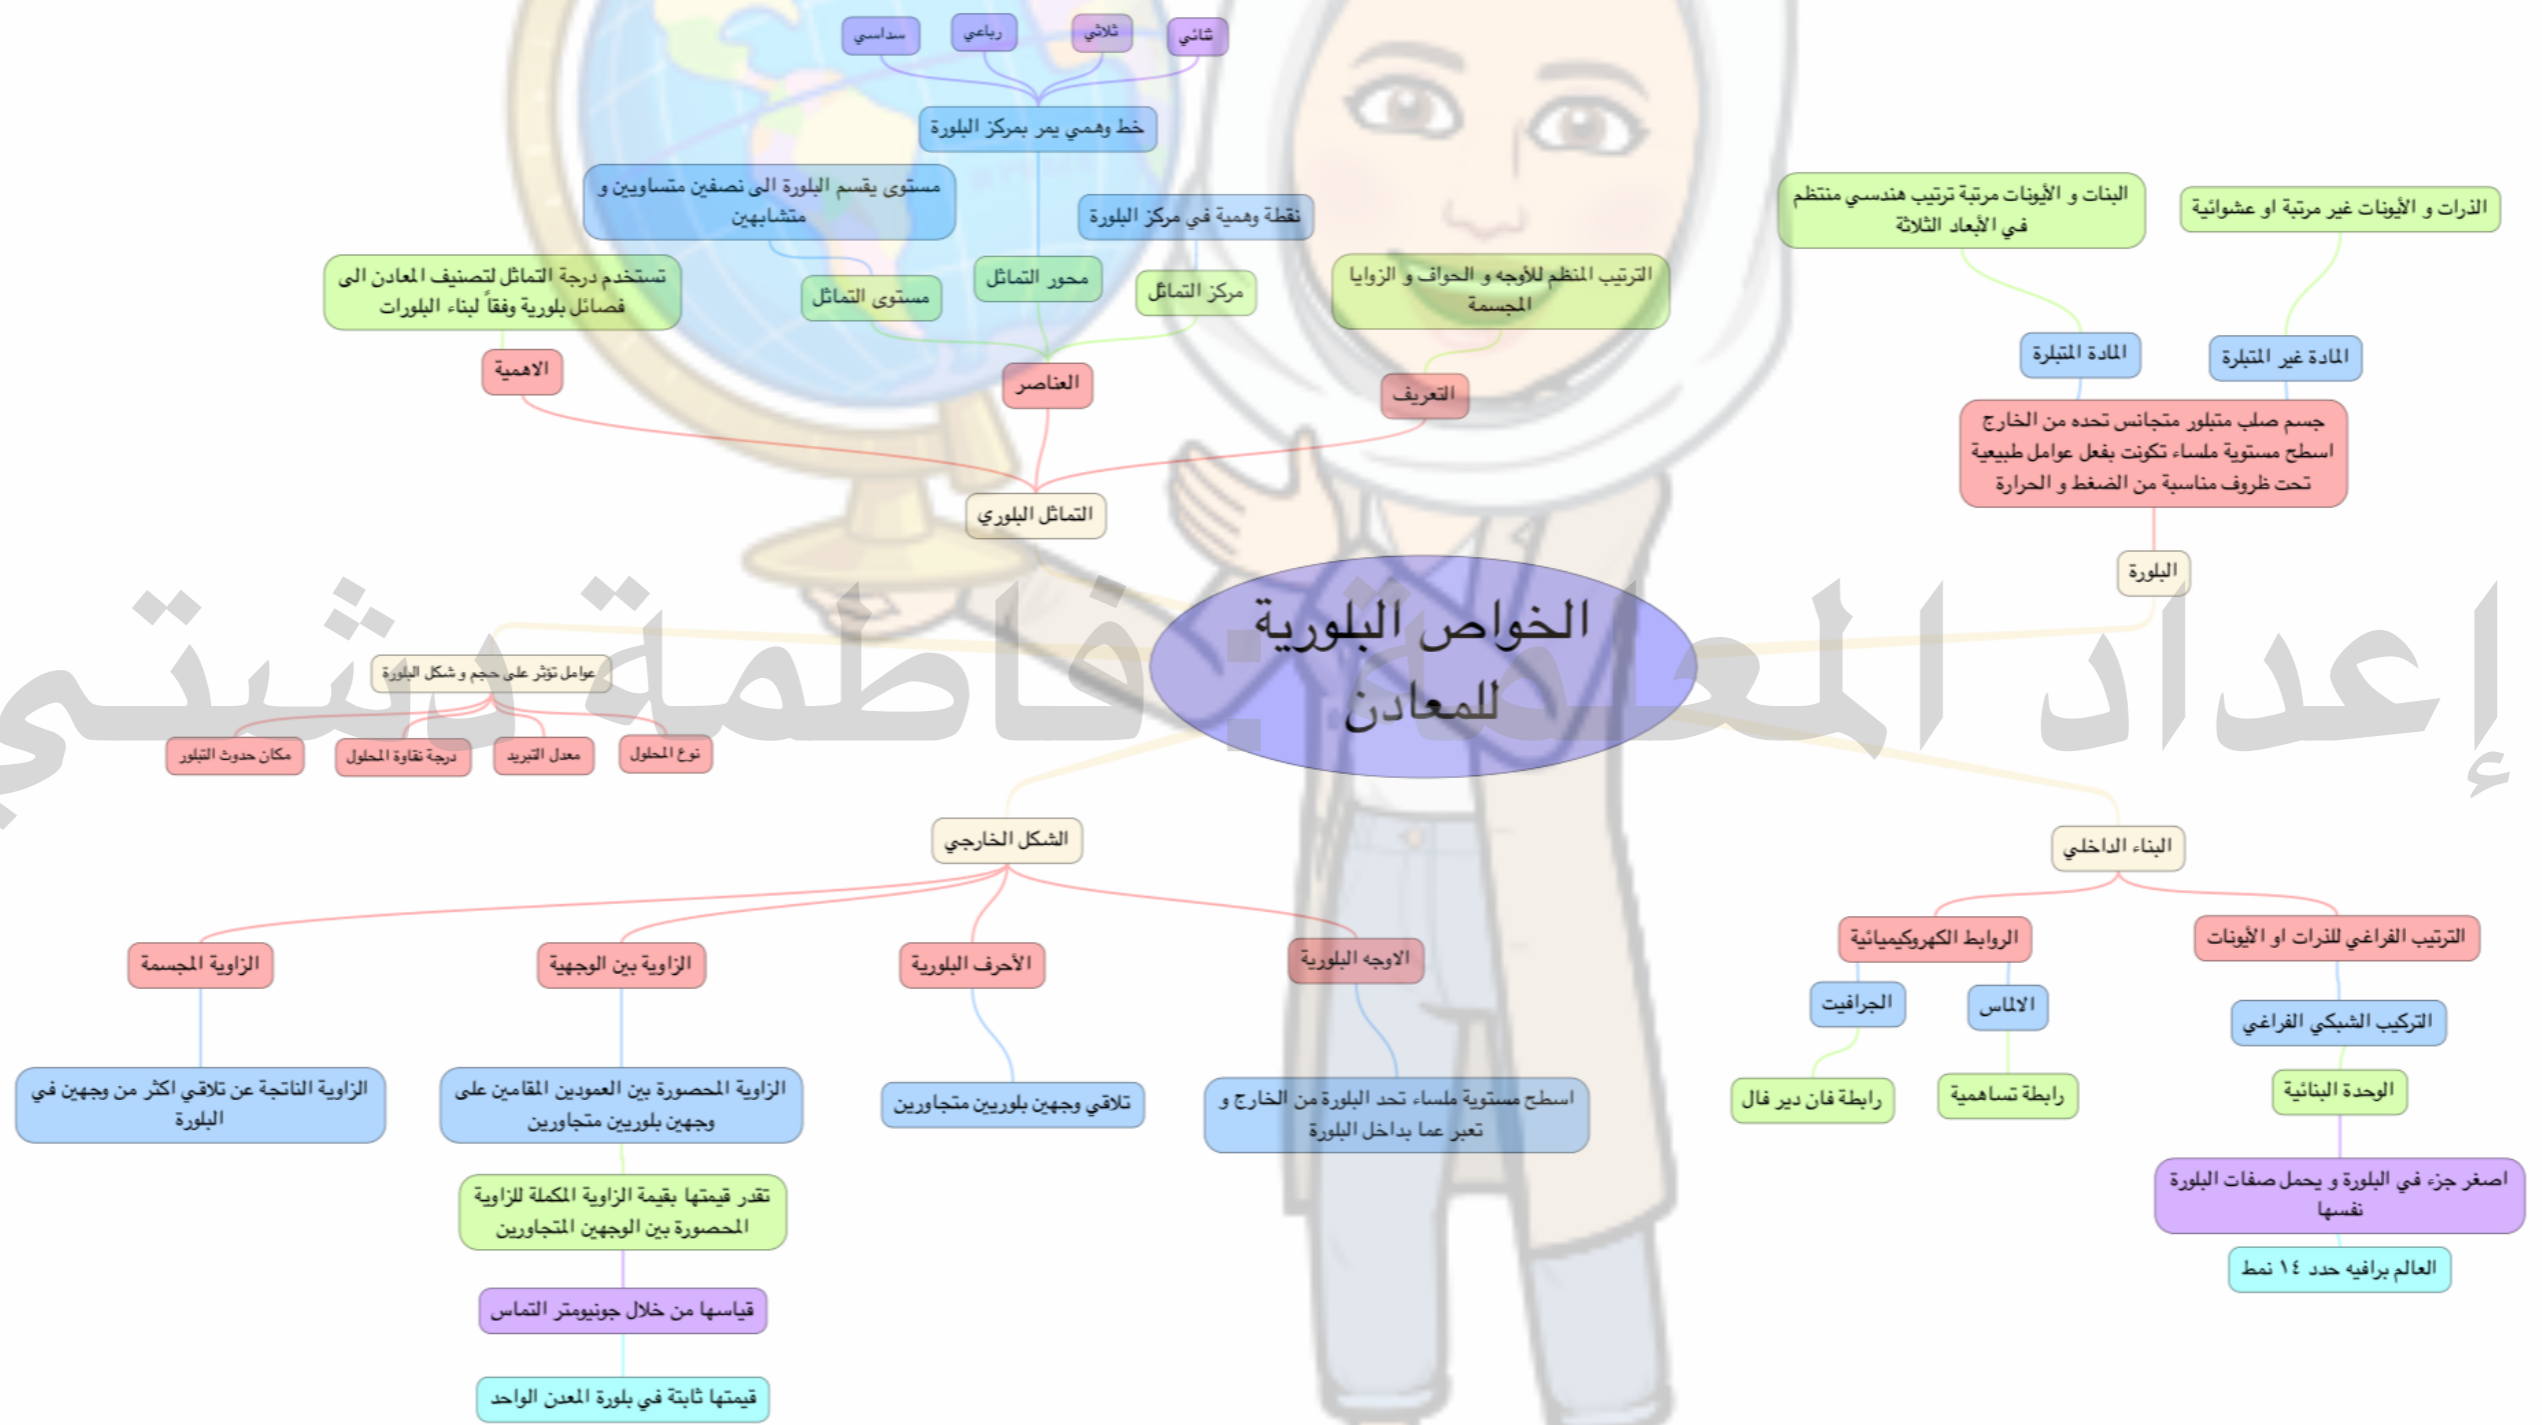 الخواص البلورية
للمعادن
البلورة
جسم صلب متبلور متجانس تحده من الخارج
اسطح مستوية ملساء تكونت بفعل عوامل طبيعية
تحت ظروف مناسبة من الضغط و الحرارة
المادة غير المتبلرة
الذرات و الأيونات غير مرتبة او عشوائية
المادة المتبلرة
البنات و الأيونات مرتبة ترتيب هندسي منتظم
في الأبعاد الثلاثة
البناء الداخلي
الترتيب الفراغي للذرات او الأيونات
التركيب الشبكي الفراغي
الوحدة البنائية
اصغر جزء في البلورة و يحمل صفات البلورة
نفسها
العالم برافيه حدد ١٤ نمط
الروابط الكهروكيميائية
الالماس
رابطة تساهمية
الجرافيت
رابطة فان دير فال
التماثل البلوري
التعريف
الترتيب المنظم للأوجه و الحواف و الزوايا
المجسمة
العناصر
مركز التماثل
نقطة وهمية في مركز البلورة
محور التماثل
خط وهمي يمر بمركز البلورة
ثنائي
ثلاثي
رباعي
سداسي
مستوى التماثل
مستوى يقسم البلورة الى نصفين متساويين و
متشابهين
الاهمية
تستخدم درجة التماثل لتصنيف المعادن الى
فصائل بلورية وفقاً لبناء البلورات
عوامل تؤثر على حجم و شكل البلورة
نوع المحلول
معدل التبريد
درجة نقاوة المحلول
مكان حدوث التبلور
الشكل الخارجي
الاوجه البلورية
اسطح مستوية ملساء تحد البلورة من الخارج و
تعبر عما بداخل البلورة
الأحرف البلورية
تلاقي وجهين بلوريين متجاورين
الزاوية بين الوجهية
الزاوية المحصورة بين العمودين المقامين على
وجهين بلوريين متجاورين
تقدر قيمتها بقيمة الزاوية المكملة للزاوية
المحصورة بين الوجهين المتجاورين
قياسها من خلال جونيومتر التماس
قيمتها ثابتة في بلورة المعدن الواحد
الزاوية المجسمة
الزاوية الناتجة عن تلاقي اكثر من وجهين في
البلورة
إعداد المعلمة : فاطمة دشتي